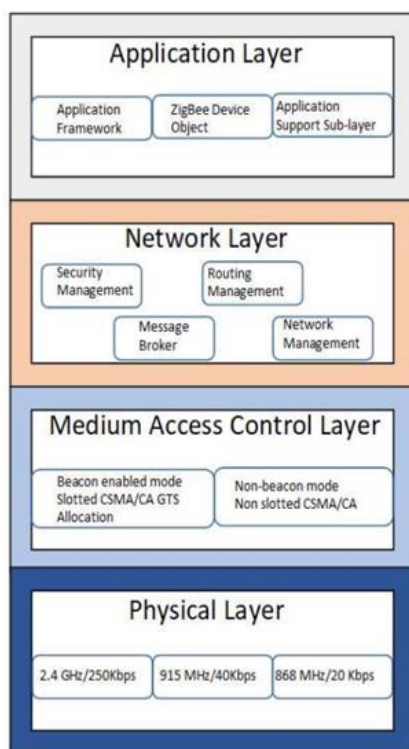 Application Layer
Application
Framework
ZigBee Device
Object
Application
Support Sub-layer
Network Layer
Security
Management
Routing
Management
Message
Broker
Network
Management
Medium Access Control Layer
Beacon enabled mode
Slotted CSMA/CA GTS
Allocation
Non-beacon mode
Non slotted CSMA/CA
Physical Layer
2.4 GHz/250Kbps
915 MHz/40Kbps
868 MHz/20 Kbps